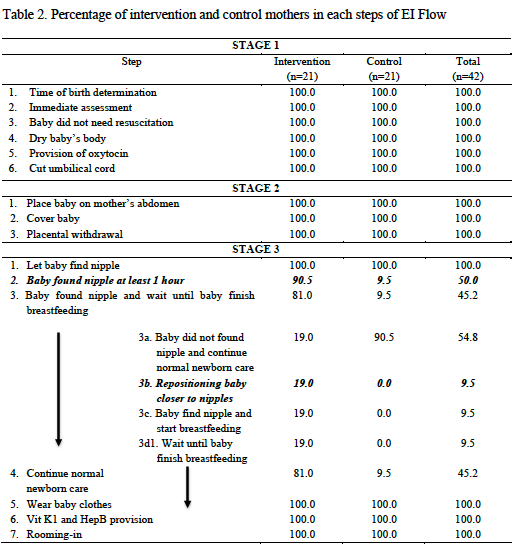 Table 2. Percentage of intervention and control mothers in each steps of EI Flow
STAGE 1
Step Intervention Control Total
(n=21) (n=21) (n=42)
1. Time of birth determination 100.0 100.0 100.0
2. Immediate assessment 100.0 100.0 100.0
3. Baby did not need resuscitation 100.0 100.0 100.0
4. Dry baby's body 100.0 100.0 100.0
5. Provision of oxytocin 100.0 100.0 100.0
6. Cut umbilical cord 100.0 100.0 100.0
STAGE 2
1. Place baby on mother's abdomen 100.0 100.0 100.0
2. Cover baby 100.0 100.0 100.0
3. Placental withdrawal 100.0 100.0 100.0
STAGE 3
1. Let baby find nipple 100.0 100.0 100.0
2. Baby found nipple at least 1 hour 90.5 9.5 50.0
3. Baby found nipple and wait until baby finish 81.0 9.5 45.2
breastfeeding
3a. Baby did not found 19.0 90.5 54.8
nipple and continue
normal newborn care
3b. Repositioning baby 19.0 0.0 9.5
closer to nipples
3c. Baby find nipple and 19.0 0.0 9.5
start breastfeeding
3d1. Wait until baby 19.0 0.0 9.5
finish breastfeeding
4. Continue normal 81.0 9.5 45.2
newborn care
5. Wear baby clothes 100.0 100.0 100.0
6. Vit K1 and HepB provision 100.0 100.0 100.0
7. Rooming-in 100.0 100.0 100.0